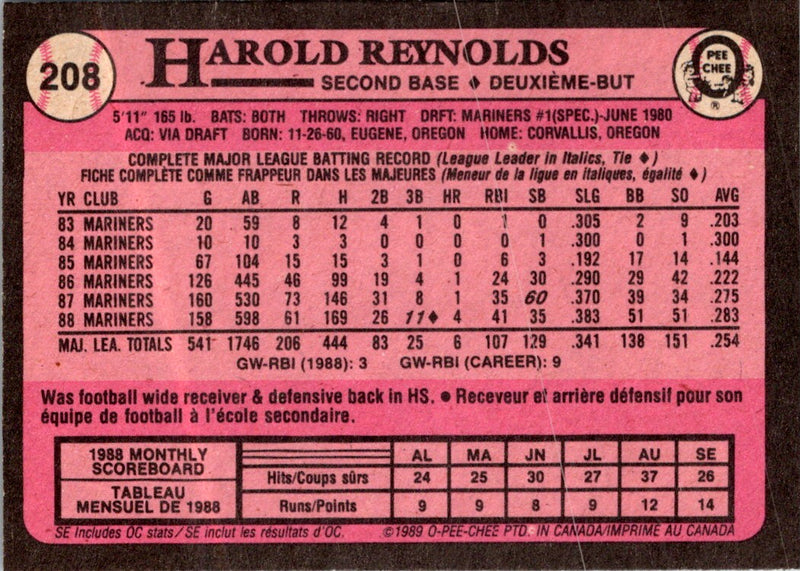 208
HAROLD REYNOLDS
SECOND BASE ♦ DEUXIÈME-BUT
O
PEE
CHEE
®
5'11" 165 lb. BATS: BOTH THROWS: RIGHT DRFT: MARINERS #1(SPEC.)-JUNE 1980
ACQ: VIA DRAFT BORN: 11-26-60, EUGENE, OREGON HOME: CORVALLIS, OREGON
COMPLETE MAJOR LEAGUE BATTING RECORD (League Leader in Italics, Tie ♦)
FICHE COMPLÈTE COMME FRAPPEUR DANS LES MAJEURES (Meneur de la ligue en italiques, égalité ♦)
YR CLUB G AB R H 2B 3B HR RBI SB SLG BB SO AVG
83 MARINERS 20 59 8 12 4 1 0 1 0 .305 2 9 .203
84 MARINERS 10 10 3 3 0 0 0 0 1 .300 0 1 .300
85 MARINERS 67 104 15 15 3 1 0 6 3 .192 17 14 .144
86 MARINERS 126 445 46 99 19 4 1 24 30 .290 29 42 .222
87 MARINERS 160 530 73 146 31 8 1 35 60 .370 39 34 .275
88 MARINERS 158 598 61 169 26 11♦ 4 41 35 .383 51 51 .283
MAJ. LEA. TOTALS 541 1746 206 444 83 25 6 107 129 .341 138 151 .254
GW-RBI (1988): 3 GW-RBI (CAREER): 9
Was football wide receiver & defensive back in HS. ● Receveur et arrière défensif pour son
équipe de football à l'école secondaire.
1988 MONTHLY
SCOREBOARD
TABLEAU
MENSUEL DE 1988
AL MA JN JL AU SE
Hits/Coups sûrs 24 25 30 27 37 26
Runs/Points 9 9 8 9 12 14
SE Includes OC stats/SE inclut les résultats d'OC. ©1989 O-PEE-CHEE PTD. IN CANADA/IMPRIMÉ AU CANADA